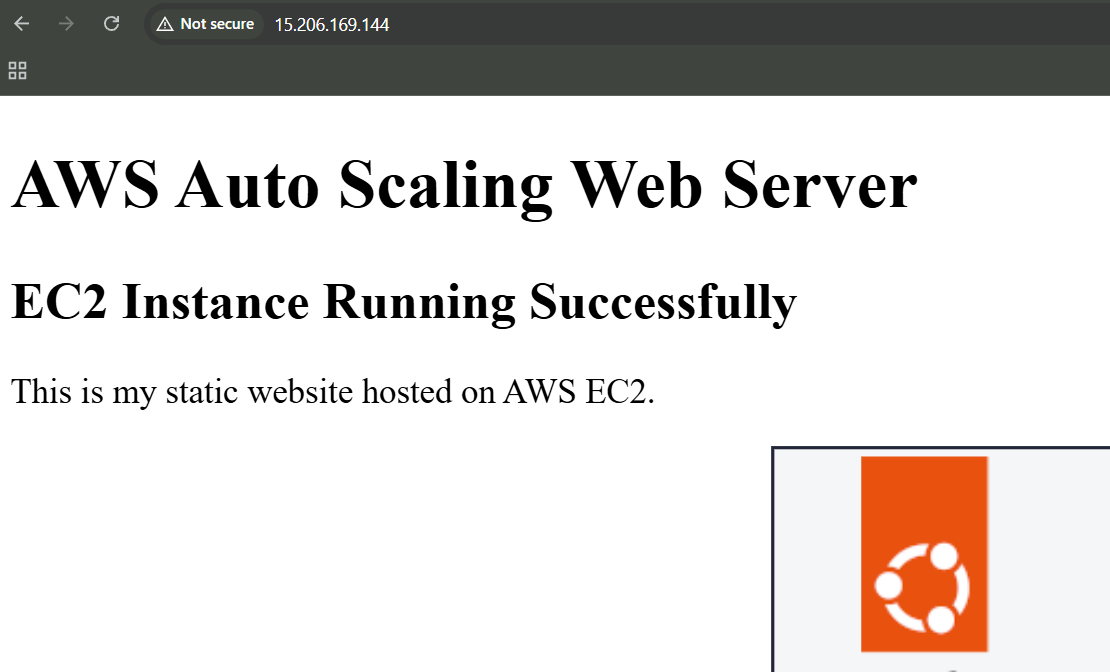 Not secure 15.206.169.144
AWS Auto Scaling Web Server
EC2 Instance Running Successfully
This is my static website hosted on AWS EC2.